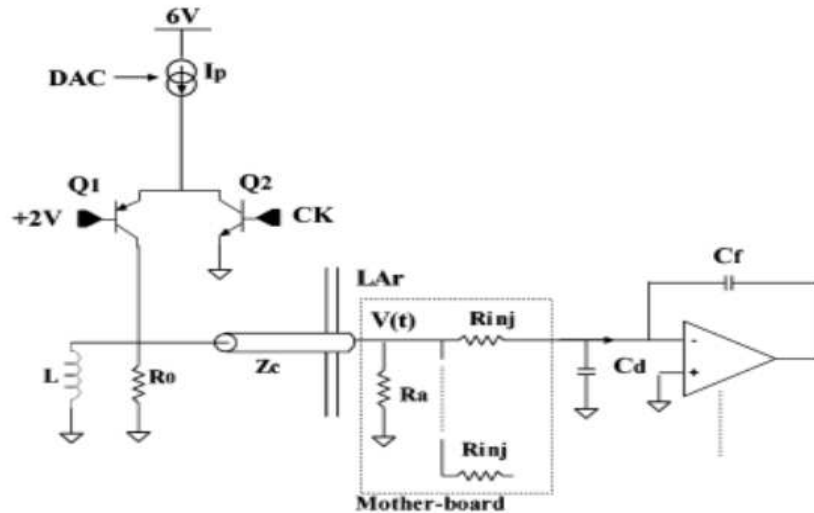 6V
DAC
Ip
Q1
Q2
+2V
CK
LAr
Cf
V(t)
Rinj
-
L
R0
Zc
Ra
Cd
+
Rinj
Mother-board